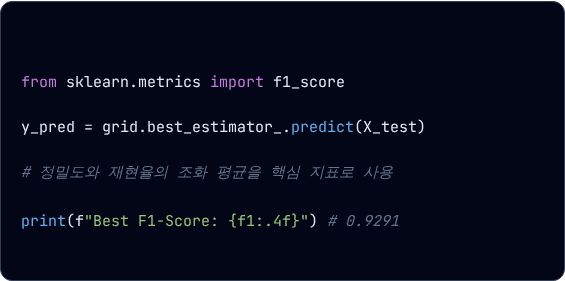 from sklearn.metrics import f1_score
y_pred = grid.best_estimator_.predict(X_test)
# 정밀도와 재현율의 조화 평균을 핵심 지표로 사용
print(f"Best F1-Score: {f1:.4f}") # 0.9291